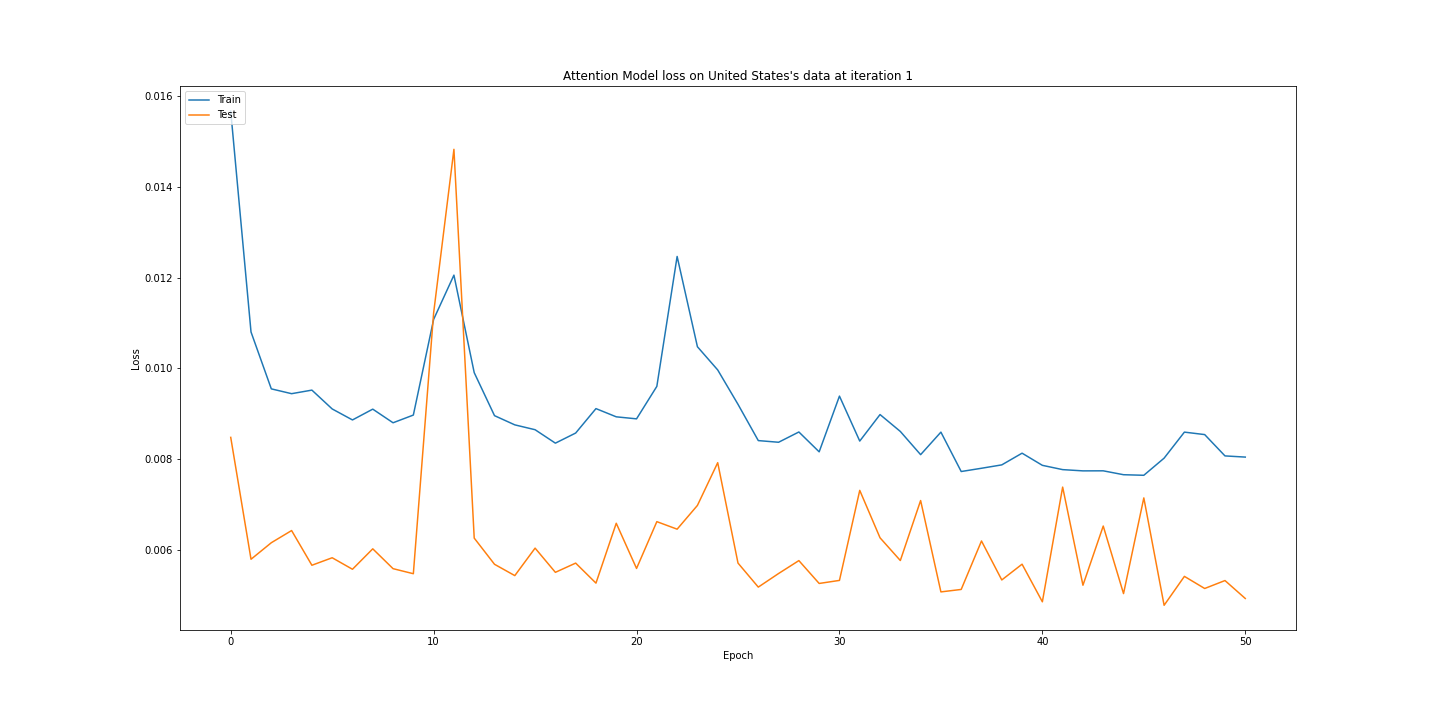 Attention Model loss on United States's data at iteration 1
Train
Test
0.016
0.014
0.012
0.010
0.008
0.006
Loss
0 10 20 30 40 50
Epoch